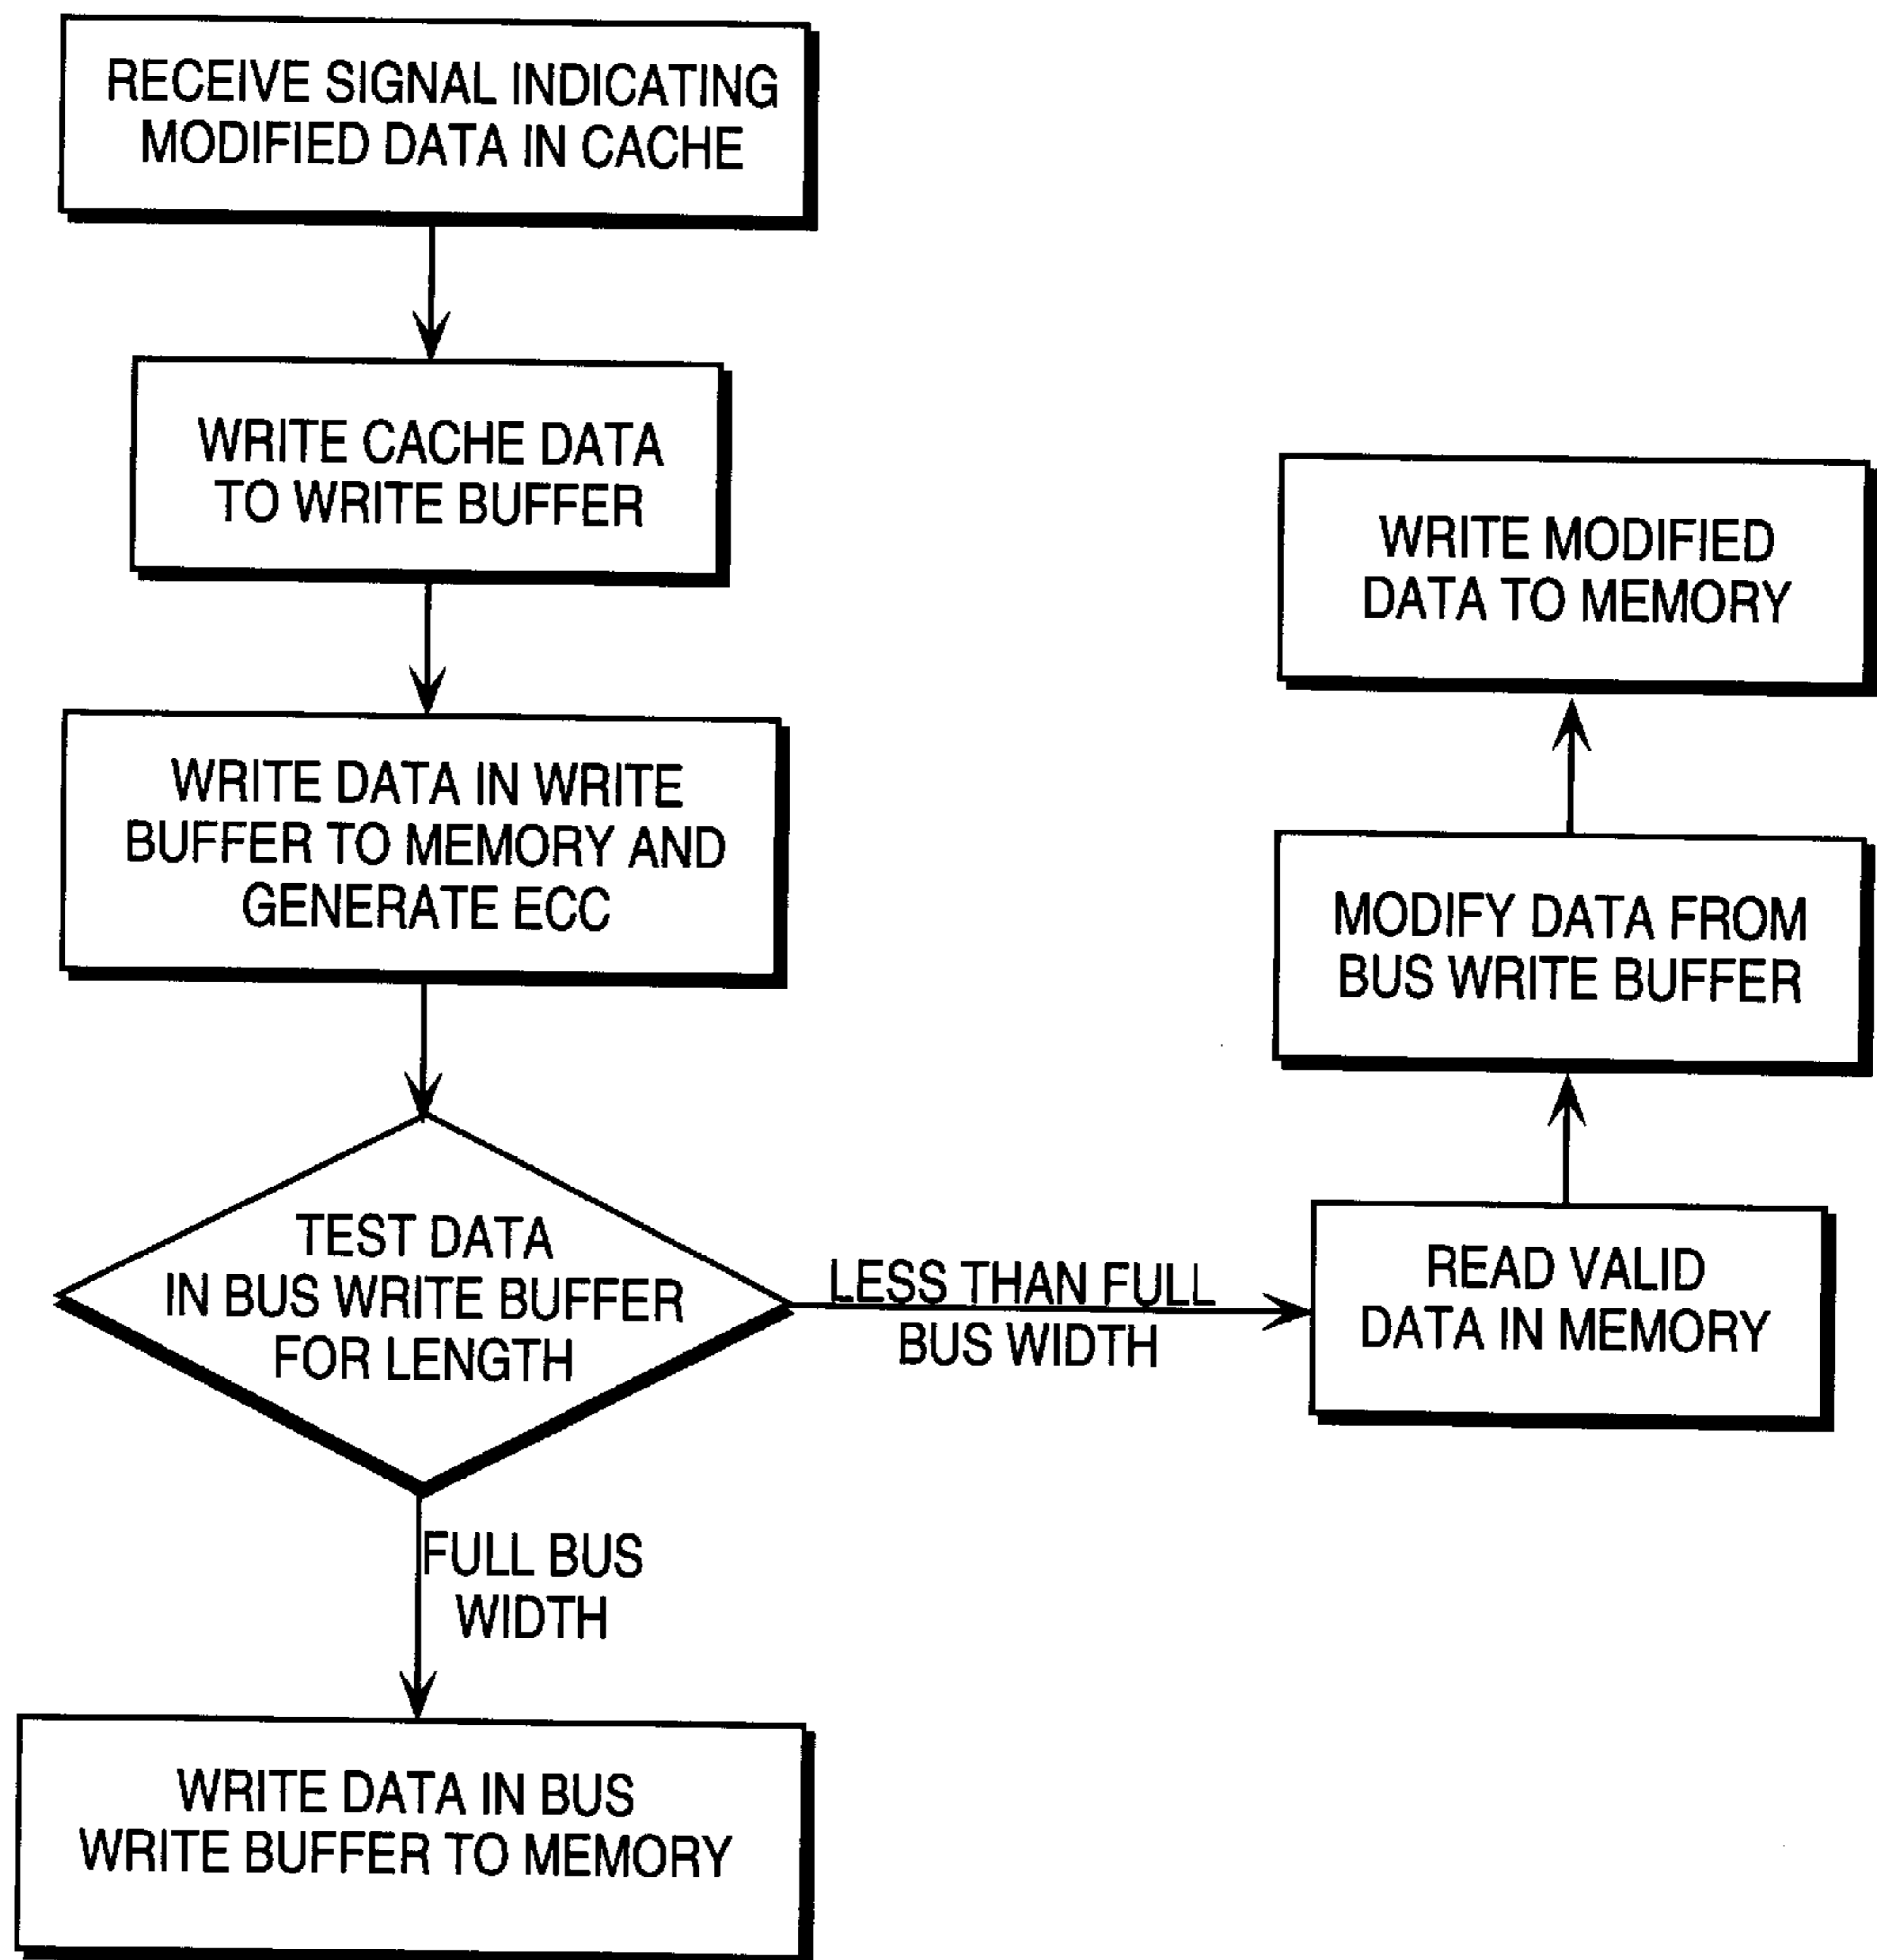 RECEIVE SIGNAL INDICATING
MODIFIED DATA IN CACHE
WRITE CACHE DATA
TO WRITE BUFFER
WRITE DATA IN WRITE
BUFFER TO MEMORY AND
GENERATE ECC
TEST DATA
IN BUS WRITE BUFFER
FOR LENGTH
LESS THAN FULL
BUS WIDTH
READ VALID
DATA IN MEMORY
MODIFY DATA FROM
BUS WRITE BUFFER
WRITE MODIFIED
DATA TO MEMORY
FULL BUS
WIDTH
WRITE DATA IN BUS
WRITE BUFFER TO MEMORY